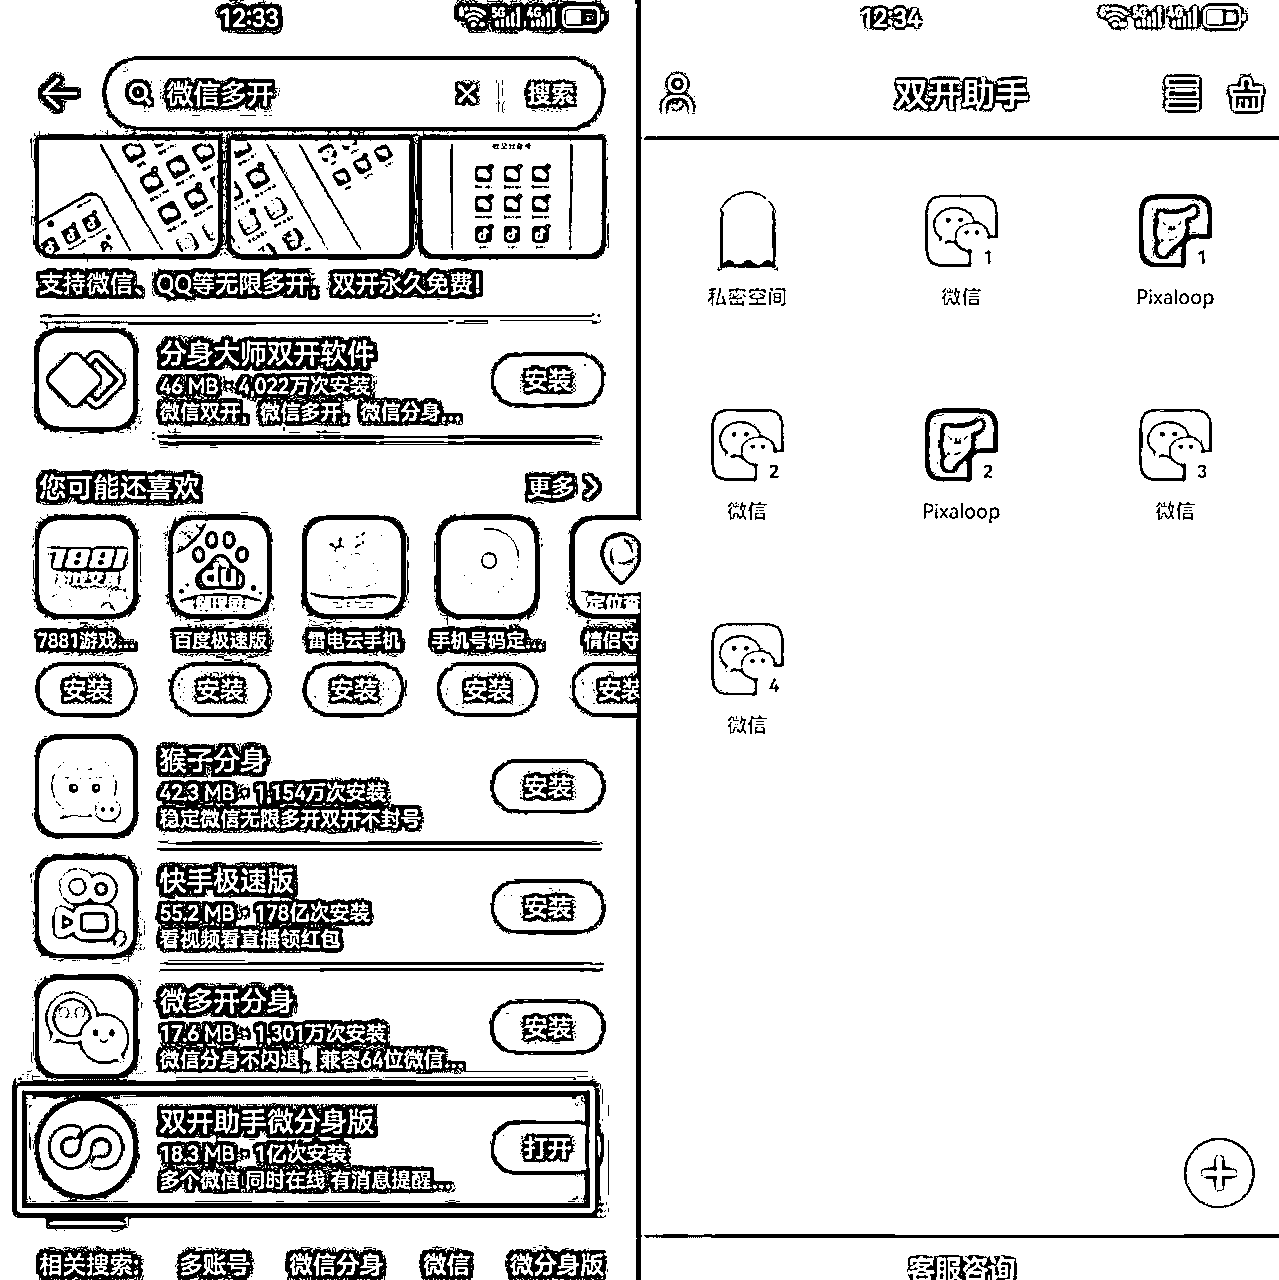 12:33
微信多开
搜索
支持微信、QQ等无限多开，双开永久免费!
分身大师双开软件
46 MB · 4,022万次安装
微信双开，微信多开，微信分身...
安装
您可能还喜欢
更多
7881
du
7881游戏...
百度极速版
雷电云手机
手机号码定...
情侣守
安装
安装
安装
安装
安装
猴子分身
42.3 MB · 1,154万次安装
稳定微信无限多开双开不封号
安装
快手极速版
55.2 MB · 178亿次安装
看视频看直播领红包
安装
微多开分身
17.6 MB · 1,301万次安装
微信分身不闪退，兼容64位微信...
安装
双开助手微分身版
18.3 MB · 1亿次安装
多个微信 同时在线 有消息提醒...
打开
相关搜索:
多账号
微信分身
微信
微分身版
12:34
双开助手
私密空间
1
微信
1
Pixaloop
2
微信
2
Pixaloop
3
微信
4
微信
客服咨询